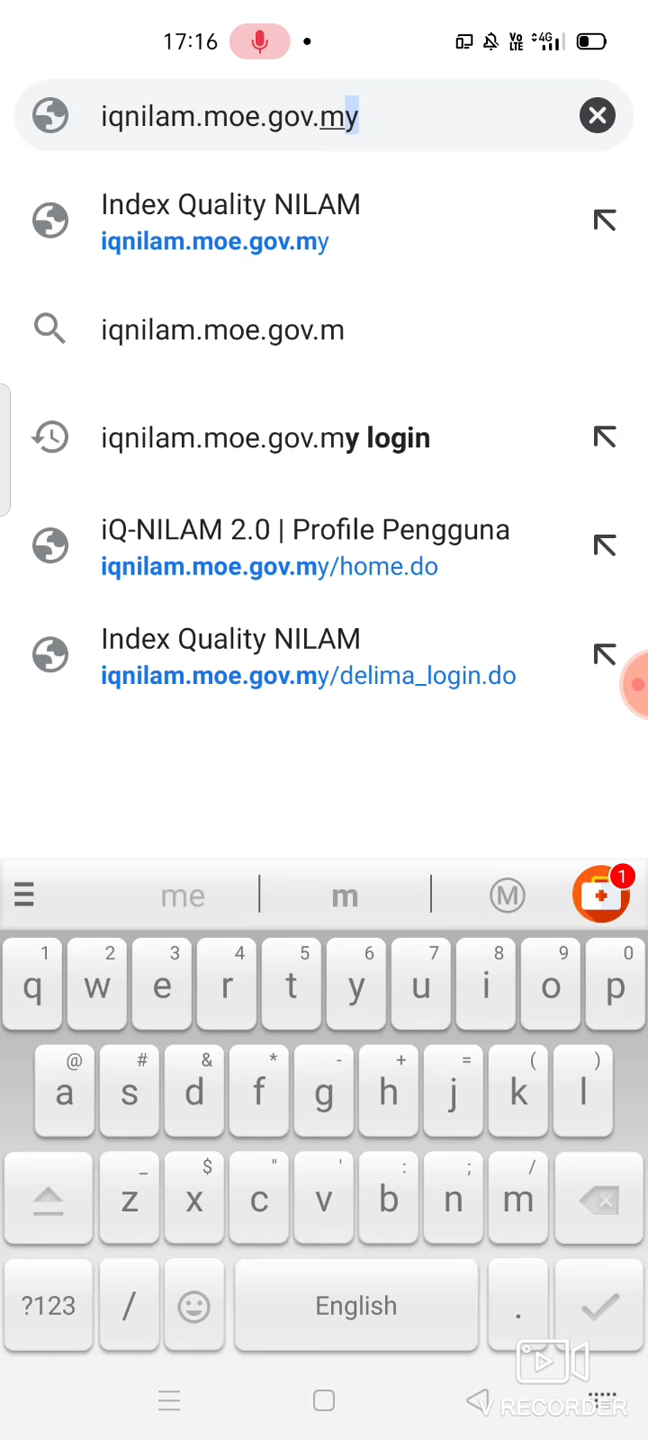 17:16 VoLTE 4G
iqnilam.moe.gov.my
Index Quality NILAM
iqnilam.moe.gov.my
iqnilam.moe.gov.m
iqnilam.moe.gov.my login
iQ-NILAM 2.0 | Profile Pengguna
iqnilam.moe.gov.my/home.do
Index Quality NILAM
iqnilam.moe.gov.my/delima_login.do
me m Ⓜ 1
1 2 3 4 5 6 7 8 9 0
q w e r t y u i o p
@ # & * - + = ( )
a s d f g h j k l
_ $ " ' : ; /
z x c v b n m
?123 / English .
V RECORDER